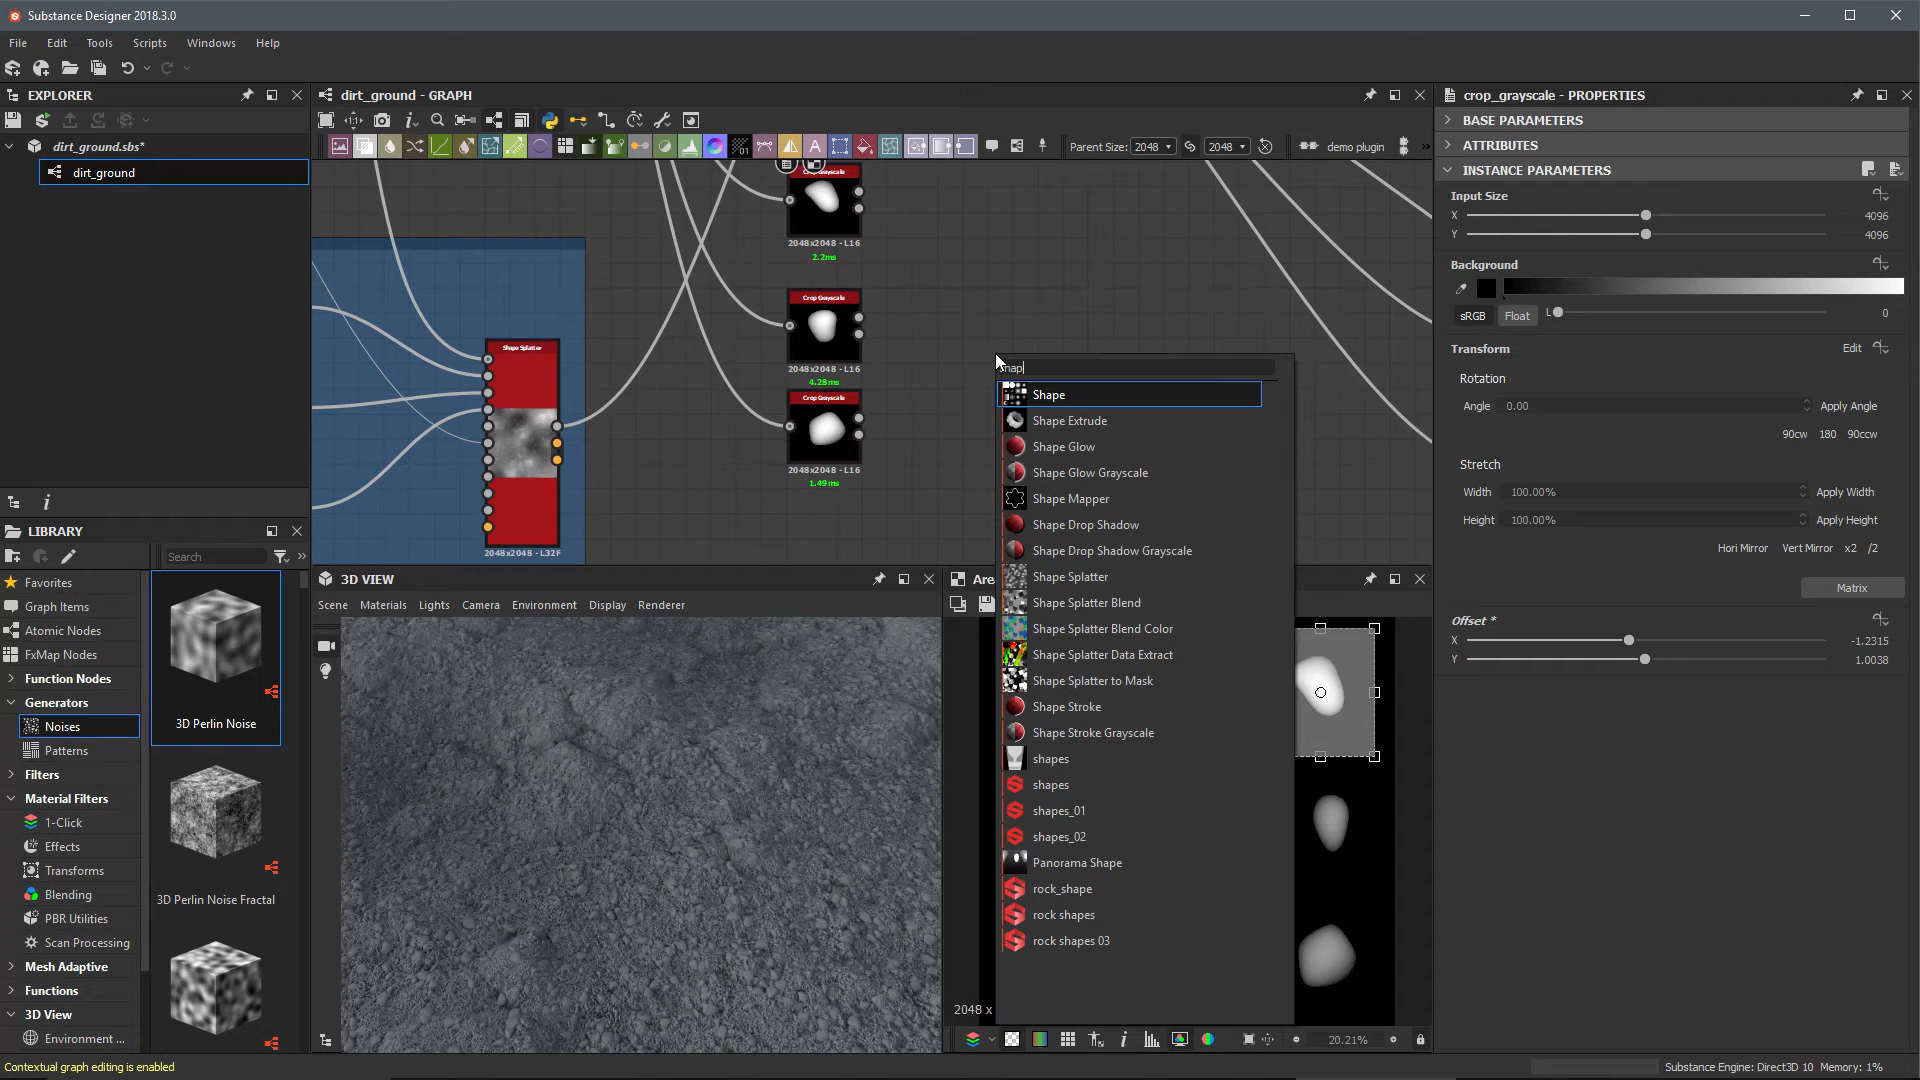 Substance Designer 2018.3.0
File Edit Tools Scripts Windows Help
EXPLORER
dirt_ground.sbs*
dirt_ground
LIBRARY
Search
Favorites
Graph Items
Atomic Nodes
FxMap Nodes
Function Nodes
Generators
Noises
Patterns
Filters
Material Filters
1-Click
Effects
Transforms
Blending
PBR Utilities
Scan Processing
Mesh Adaptive
Functions
3D View
Environment ...
3D Perlin Noise
3D Perlin Noise Fractal
dirt_ground - GRAPH
Parent Size: 2048 2048 demo plugin
Crop Grayscale
2048x2048 - L16
2.2ms
Crop Grayscale
2048x2048 - L16
4.28ms
Crop Grayscale
2048x2048 - L16
1.49ms
Shape Splatter
2048x2048 - L32F
Shape
Shape Extrude
Shape Glow
Shape Glow Grayscale
Shape Mapper
Shape Drop Shadow
Shape Drop Shadow Grayscale
Shape Splatter
Shape Splatter Blend
Shape Splatter Blend Color
Shape Splatter Data Extract
Shape Splatter to Mask
Shape Stroke
Shape Stroke Grayscale
shapes
shapes
shapes_01
shapes_02
Panorama Shape
rock_shape
rock shapes
rock shapes 03
3D VIEW
Scene Materials Lights Camera Environment Display Renderer
2048 x
20.21%
crop_grayscale - PROPERTIES
BASE PARAMETERS
ATTRIBUTES
INSTANCE PARAMETERS
Input Size
X 4096
Y 4096
Background
sRGB Float L 0
Transform Edit
Rotation
Angle 0.00 Apply Angle
90cw 180 90ccw
Stretch
Width 100.00% Apply Width
Height 100.00% Apply Height
Hori Mirror Vert Mirror x2 /2
Matrix
Offset *
X -1.2315
Y 1.0038
Contextual graph editing is enabled
Substance Engine: Direct3D 10 Memory: 1%